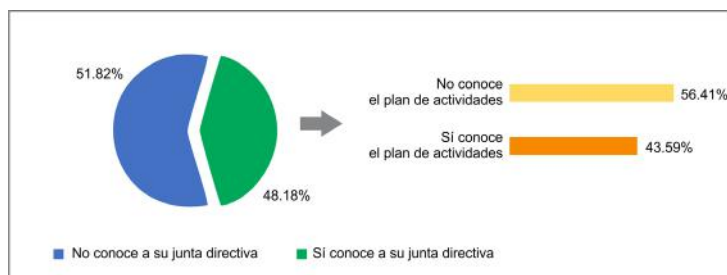 51.82%
48.18%
No conoce
el plan de actividades
56.41%
Sí conoce
el plan de actividades
43.59%
No conoce a su junta directiva
Sí conoce a su junta directiva